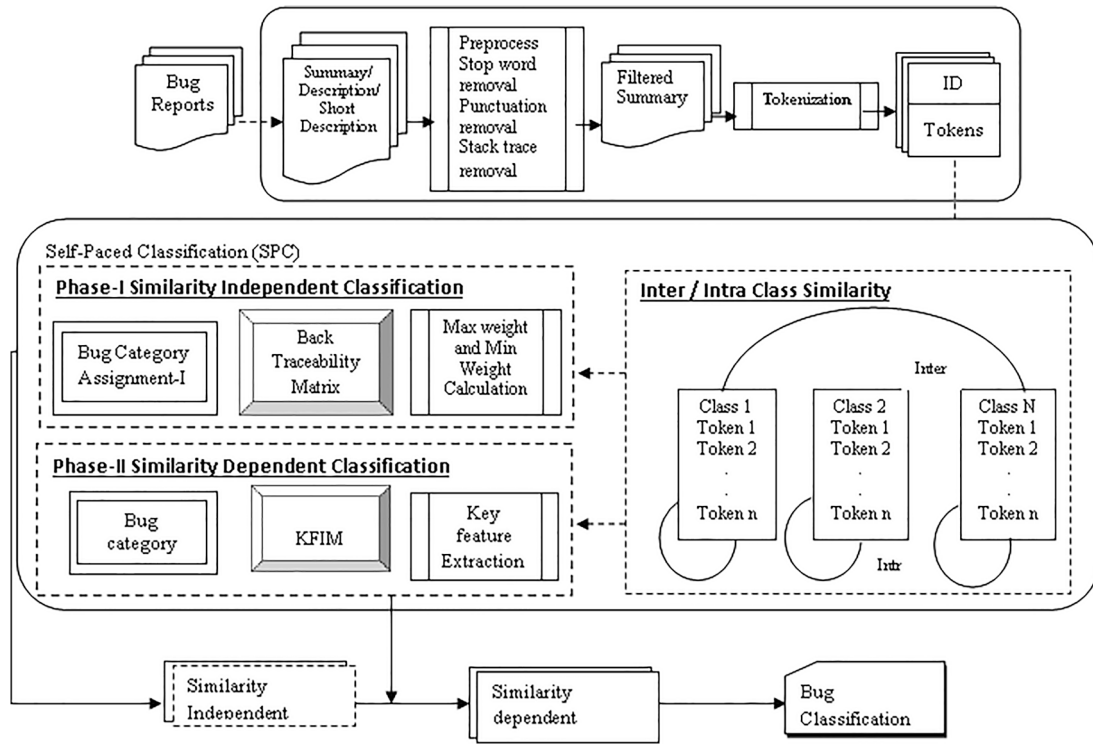 Bug
Reports
Summary/
Description/
Short
Description
Preprocess
Stop word
removal
Punctuation
removal
Stack trace
removal
Filtered
Summary
Tokenization
ID
Tokens
Self-Paced Classification (SPC)
Phase-I Similarity Independent Classification
Bug Category
Assignment-I
Back
Traceability
Matrix
Max weight
and Min
Weight
Calculation
Phase-II Similarity Dependent Classification
Bug
category
KFIM
Key
feature
Extraction
Inter / Intra Class Similarity
Inter
Class 1
Token 1
Token 2
.
.
Token n
Class 2
Token 1
Token 2
.
.
Token n
Class N
Token 1
Token 2
.
.
Token n
Intr
Similarity
Independent
Similarity
dependent
Bug
Classification